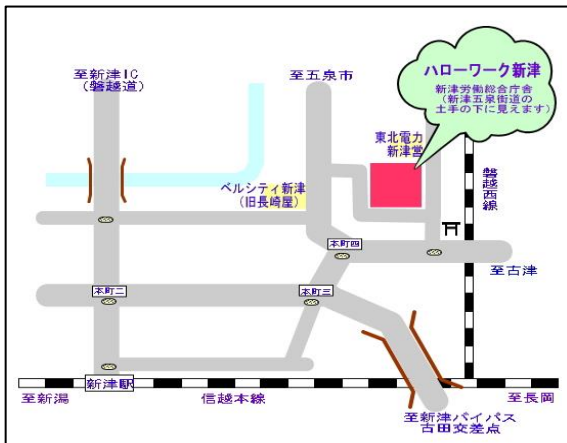 至新津IC
(磐越道)
至五泉市
ハローワーク新津
新津労働総合庁舎
(新津五泉街道の
土手の下に見えます)
東北電力
新津営
磐越西線
ベルシティ新津
(旧長崎屋)
本町四
至古津
本町二
本町三
新津駅
至新潟
信越本線
至長岡
至新津バイパス
古田交差点